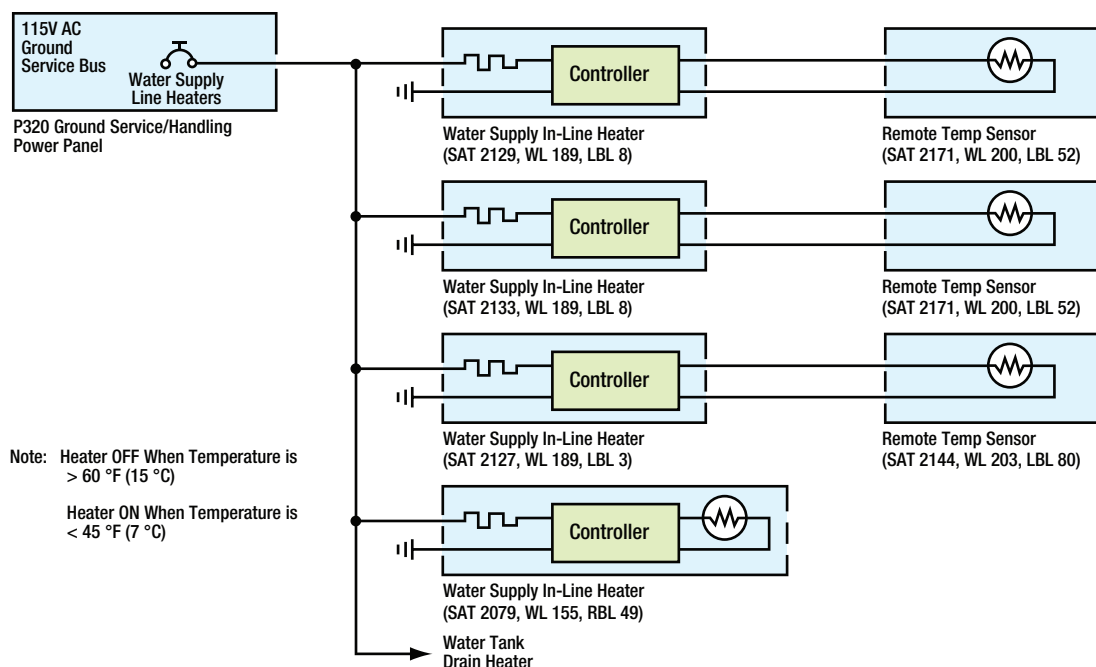 115V AC
Ground
Service Bus
Water Supply
Line Heaters
P320 Ground Service/Handling
Power Panel
Controller
Water Supply In-Line Heater
(SAT 2129, WL 189, LBL 8)
Remote Temp Sensor
(SAT 2171, WL 200, LBL 52)
Controller
Water Supply In-Line Heater
(SAT 2133, WL 189, LBL 8)
Remote Temp Sensor
(SAT 2171, WL 200, LBL 52)
Controller
Water Supply In-Line Heater
(SAT 2127, WL 189, LBL 3)
Remote Temp Sensor
(SAT 2144, WL 203, LBL 80)
Note: Heater OFF When Temperature is
> 60 °F (15 °C)
Heater ON When Temperature is
< 45 °F (7 °C)
Controller
Water Supply In-Line Heater
(SAT 2079, WL 155, RBL 49)
Water Tank
Drain Heater